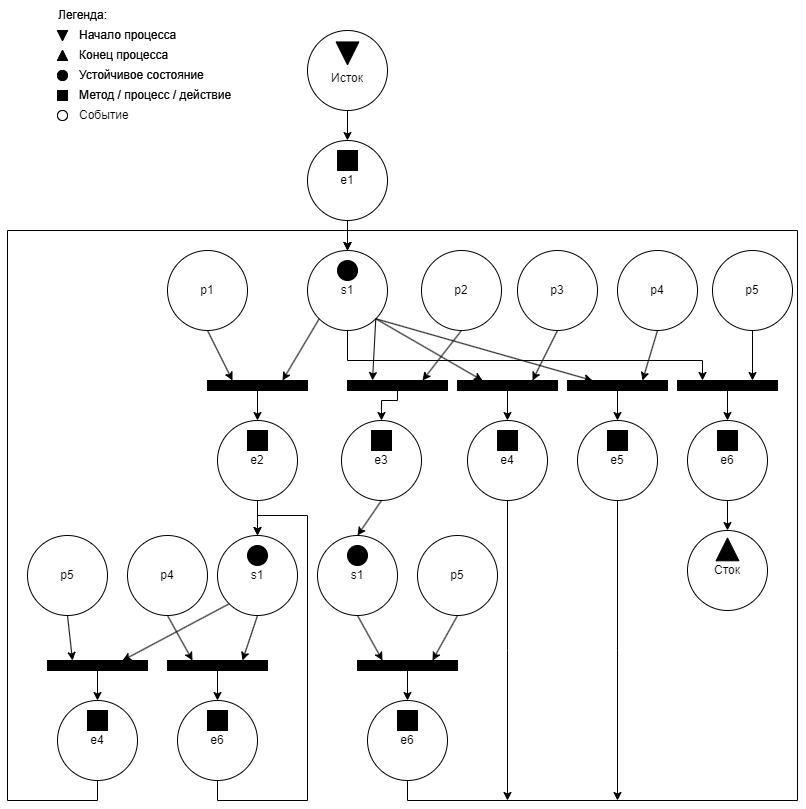 Легенда:
Начало процесса
Конец процесса
Устойчивое состояние
Метод / процесс / действие
Событие
Исток
e1
p1
s1
p2
p3
p4
p5
e2
e3
e4
e5
e6
p5
p4
s1
s1
p5
Сток
e4
e6
e6